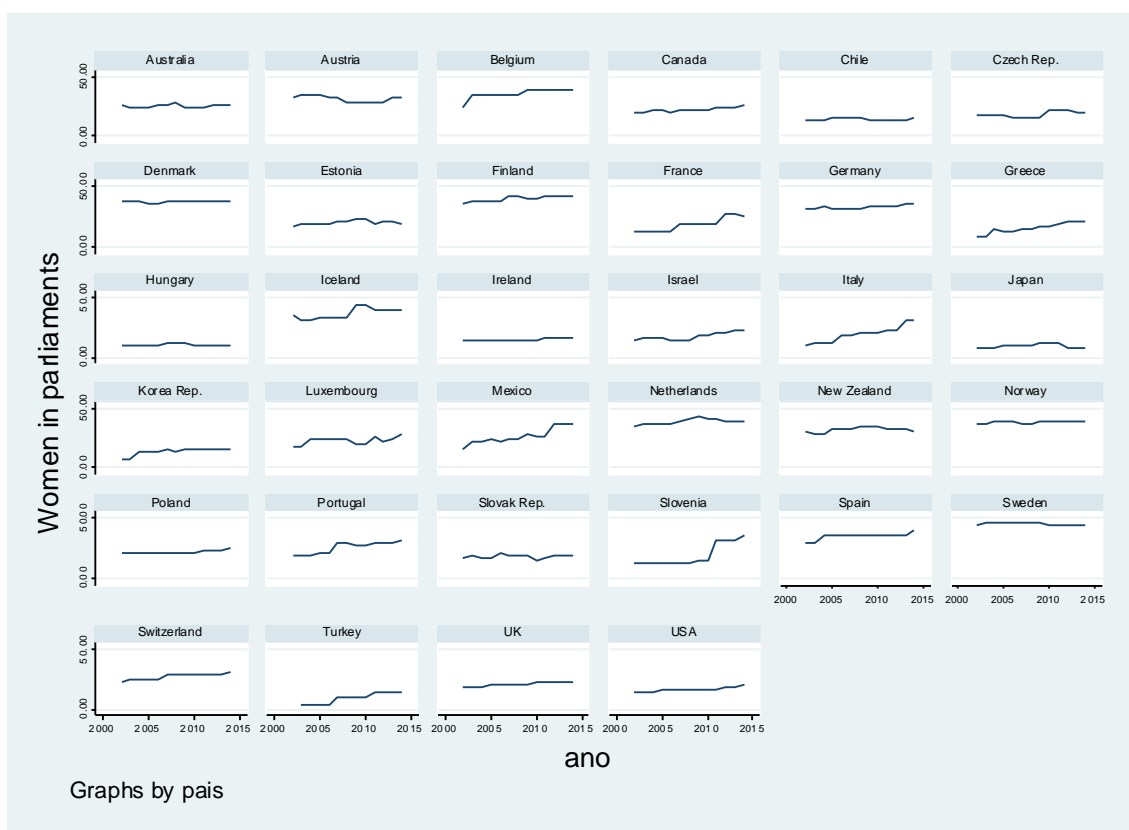 Women in parliaments
Australia Austria Belgium Canada Chile Czech Rep.
50.00
0.00
Denmark Estonia Finland France Germany Greece
50.00
0.00
Hungary Iceland Ireland Israel Italy Japan
50.00
0.00
Korea Rep. Luxembourg Mexico Netherlands New Zealand Norway
50.00
0.00
Poland Portugal Slovak Rep. Slovenia Spain Sweden
50.00
0.00
2000 2005 2010 2015 2000 2005 2010 2015
Switzerland Turkey UK USA
50.00
0.00
2000 2005 2010 2015 2000 2005 2010 2015 2000 2005 2010 2015 2000 2005 2010 2015
ano
Graphs by pais